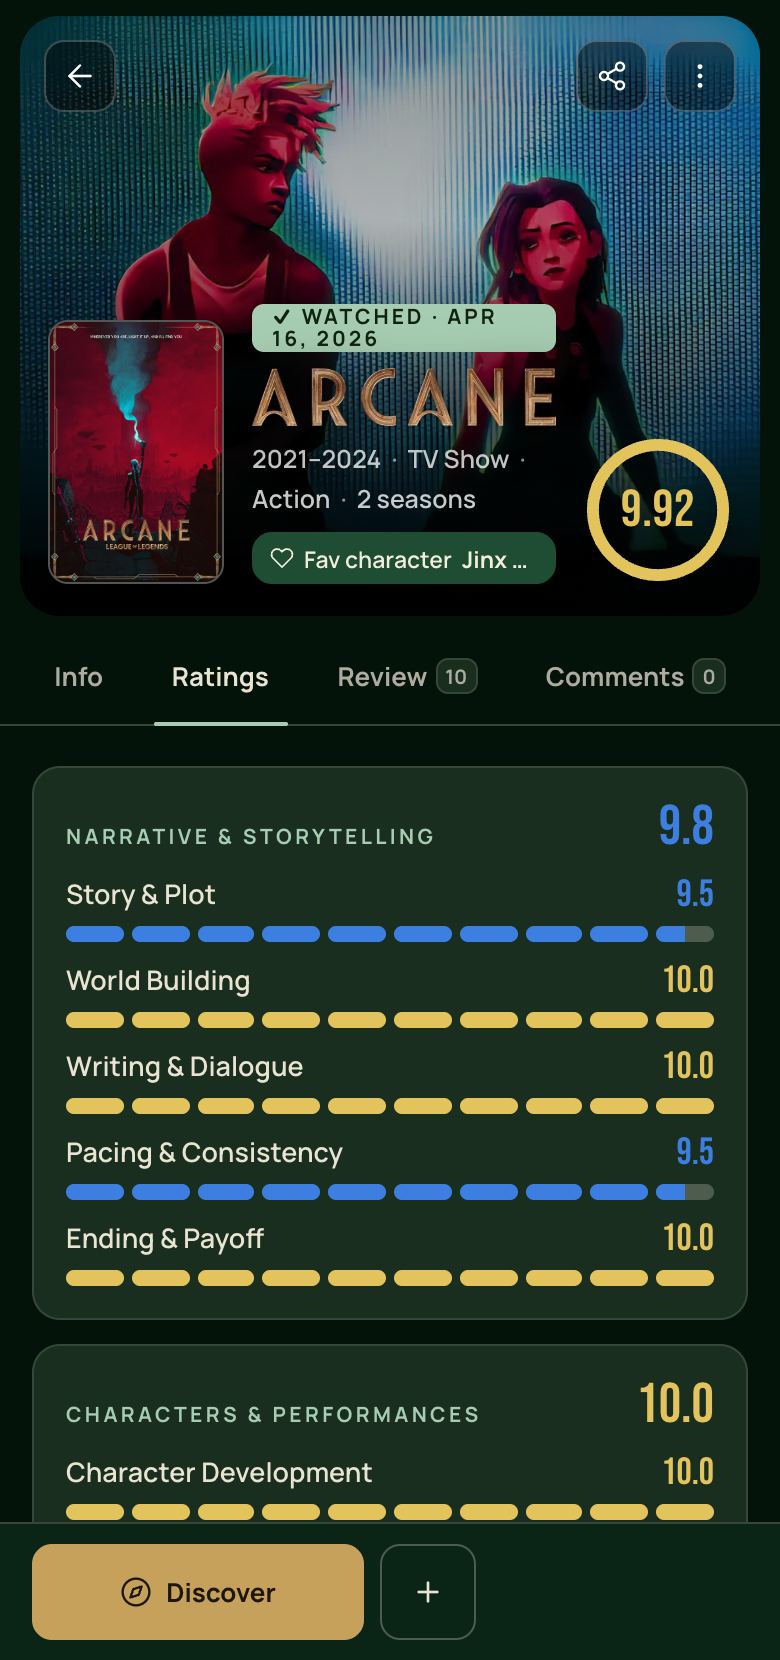 ✓ WATCHED · APR
16, 2026
ARCANE
2021–2024 · TV Show ·
Action · 2 seasons
Fav character Jinx ...
9.92
ARCANE
LEAGUE OF LEGENDS
Info
Ratings
Review 10
Comments 0
NARRATIVE & STORYTELLING 9.8
Story & Plot 9.5
World Building 10.0
Writing & Dialogue 10.0
Pacing & Consistency 9.5
Ending & Payoff 10.0
CHARACTERS & PERFORMANCES 10.0
Character Development 10.0
Discover